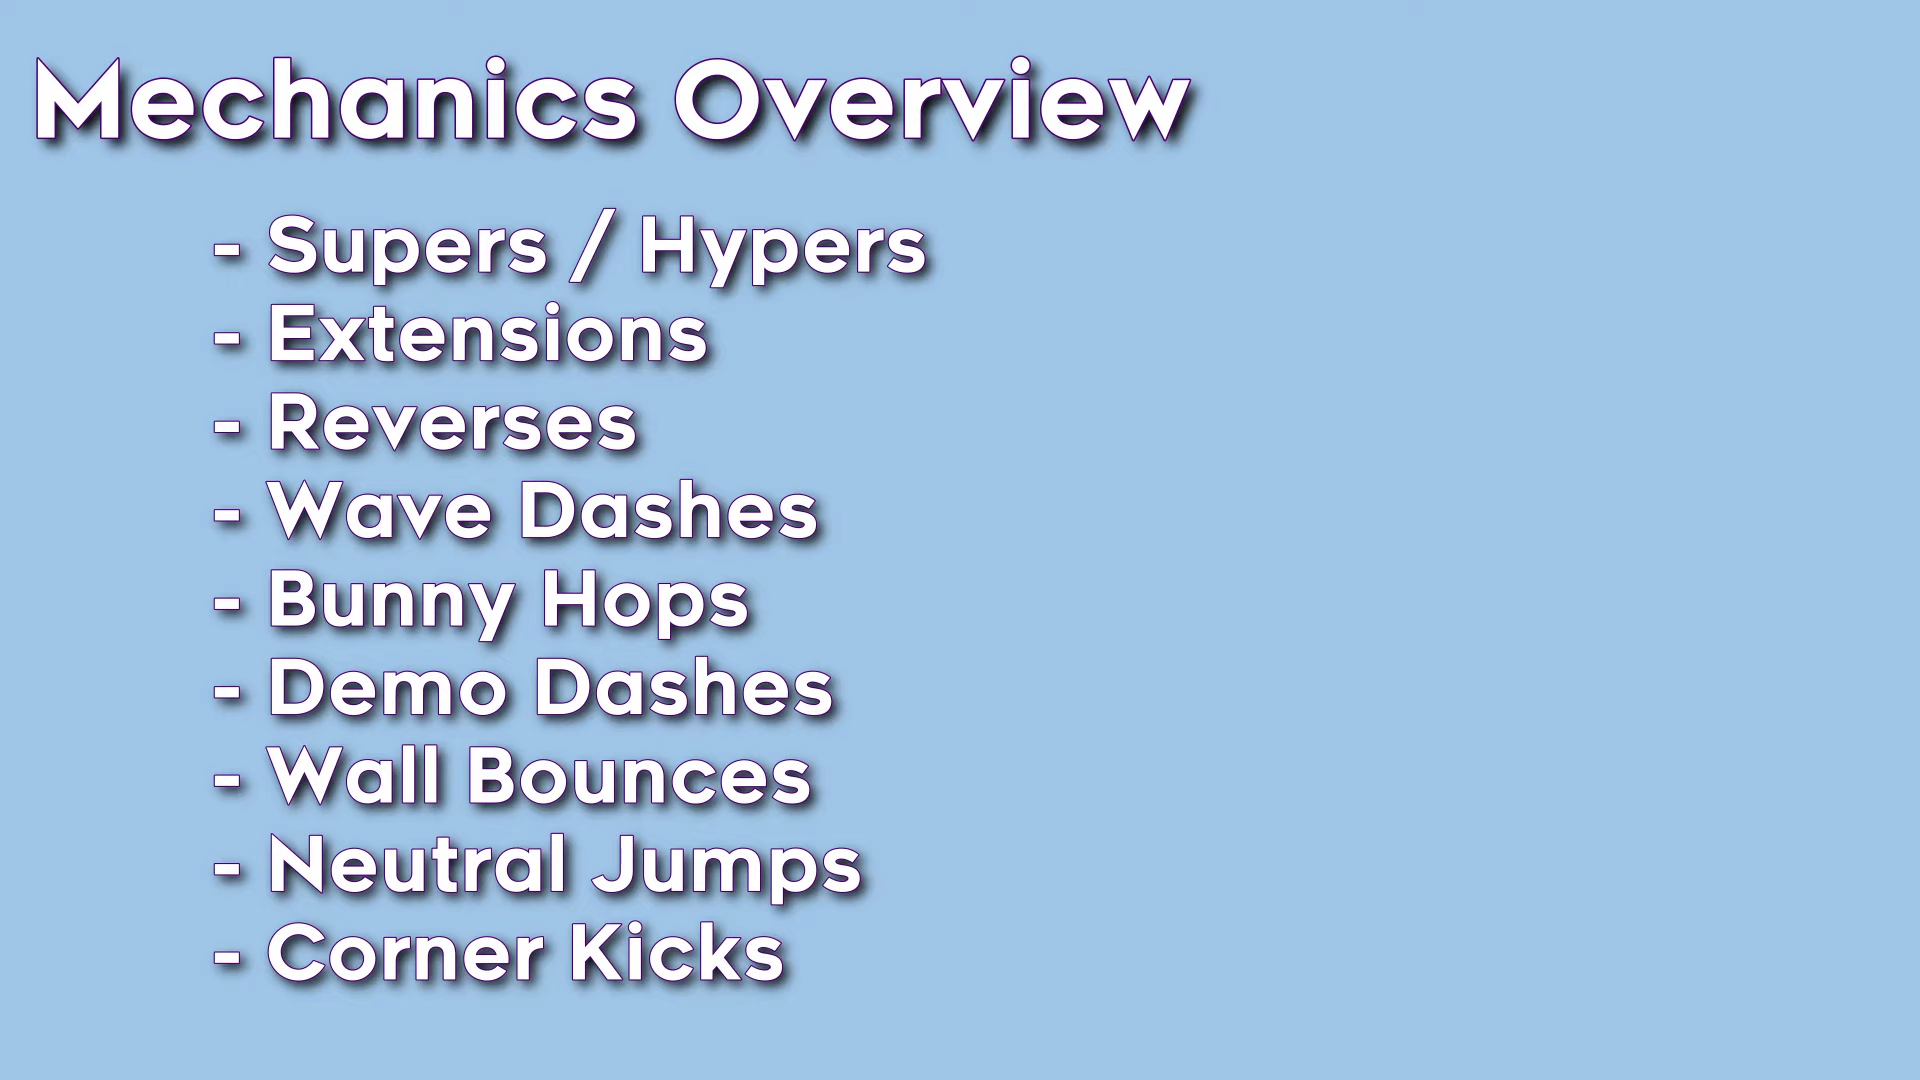 Mechanics Overview
- Supers / Hypers
- Extensions
- Reverses
- Wave Dashes
- Bunny Hops
- Demo Dashes
- Wall Bounces
- Neutral Jumps
- Corner Kicks